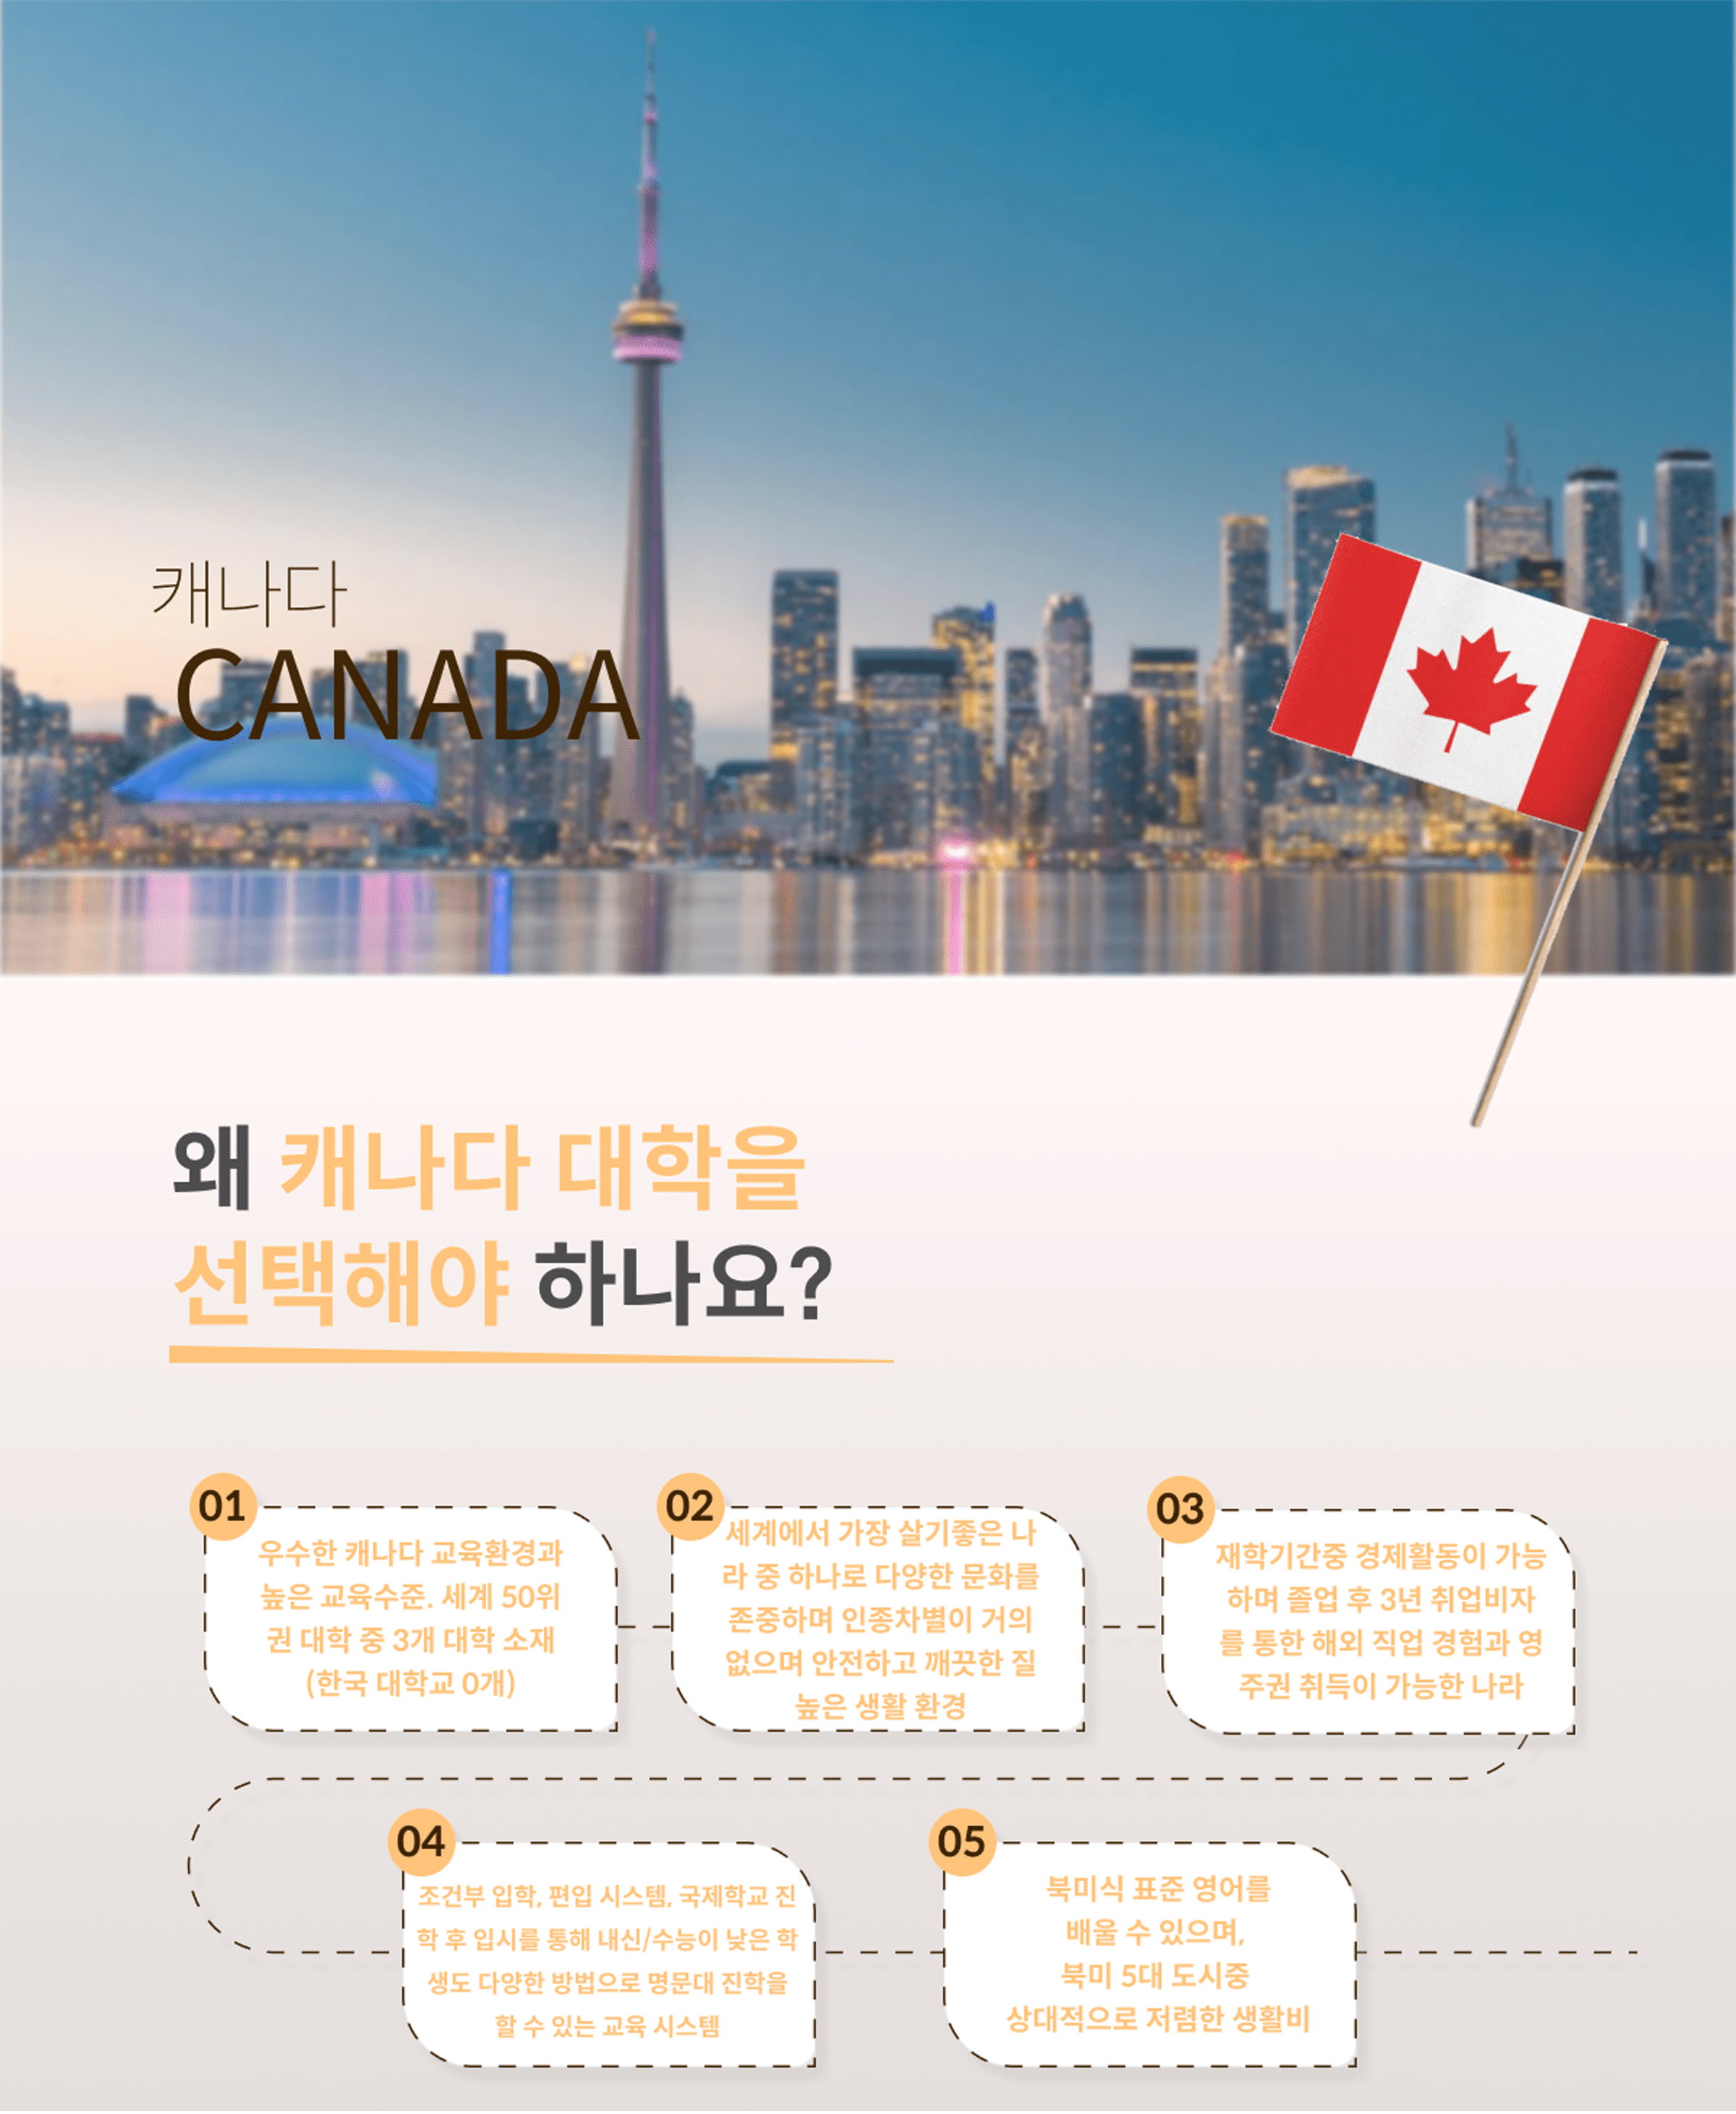 캐나다
CANADA
왜 캐나다 대학을
선택해야 하나요?
01
우수한 캐나다 교육환경과
높은 교육수준. 세계 50위
권 대학 중 3개 대학 소재
(한국 대학교 0개)
02
세계에서 가장 살기좋은 나
라 중 하나로 다양한 문화를
존중하며 인종차별이 거의
없으며 안전하고 깨끗한 질
높은 생활 환경
03
재학기간중 경제활동이 가능
하며 졸업 후 3년 취업비자
를 통한 해외 직업 경험과 영
주권 취득이 가능한 나라
04
조건부 입학, 편입 시스템, 국제학교 진
학 후 입시를 통해 내신/수능이 낮은 학
생도 다양한 방법으로 명문대 진학을
할 수 있는 교육 시스템
05
북미식 표준 영어를
배울 수 있으며,
북미 5대 도시중
상대적으로 저렴한 생활비